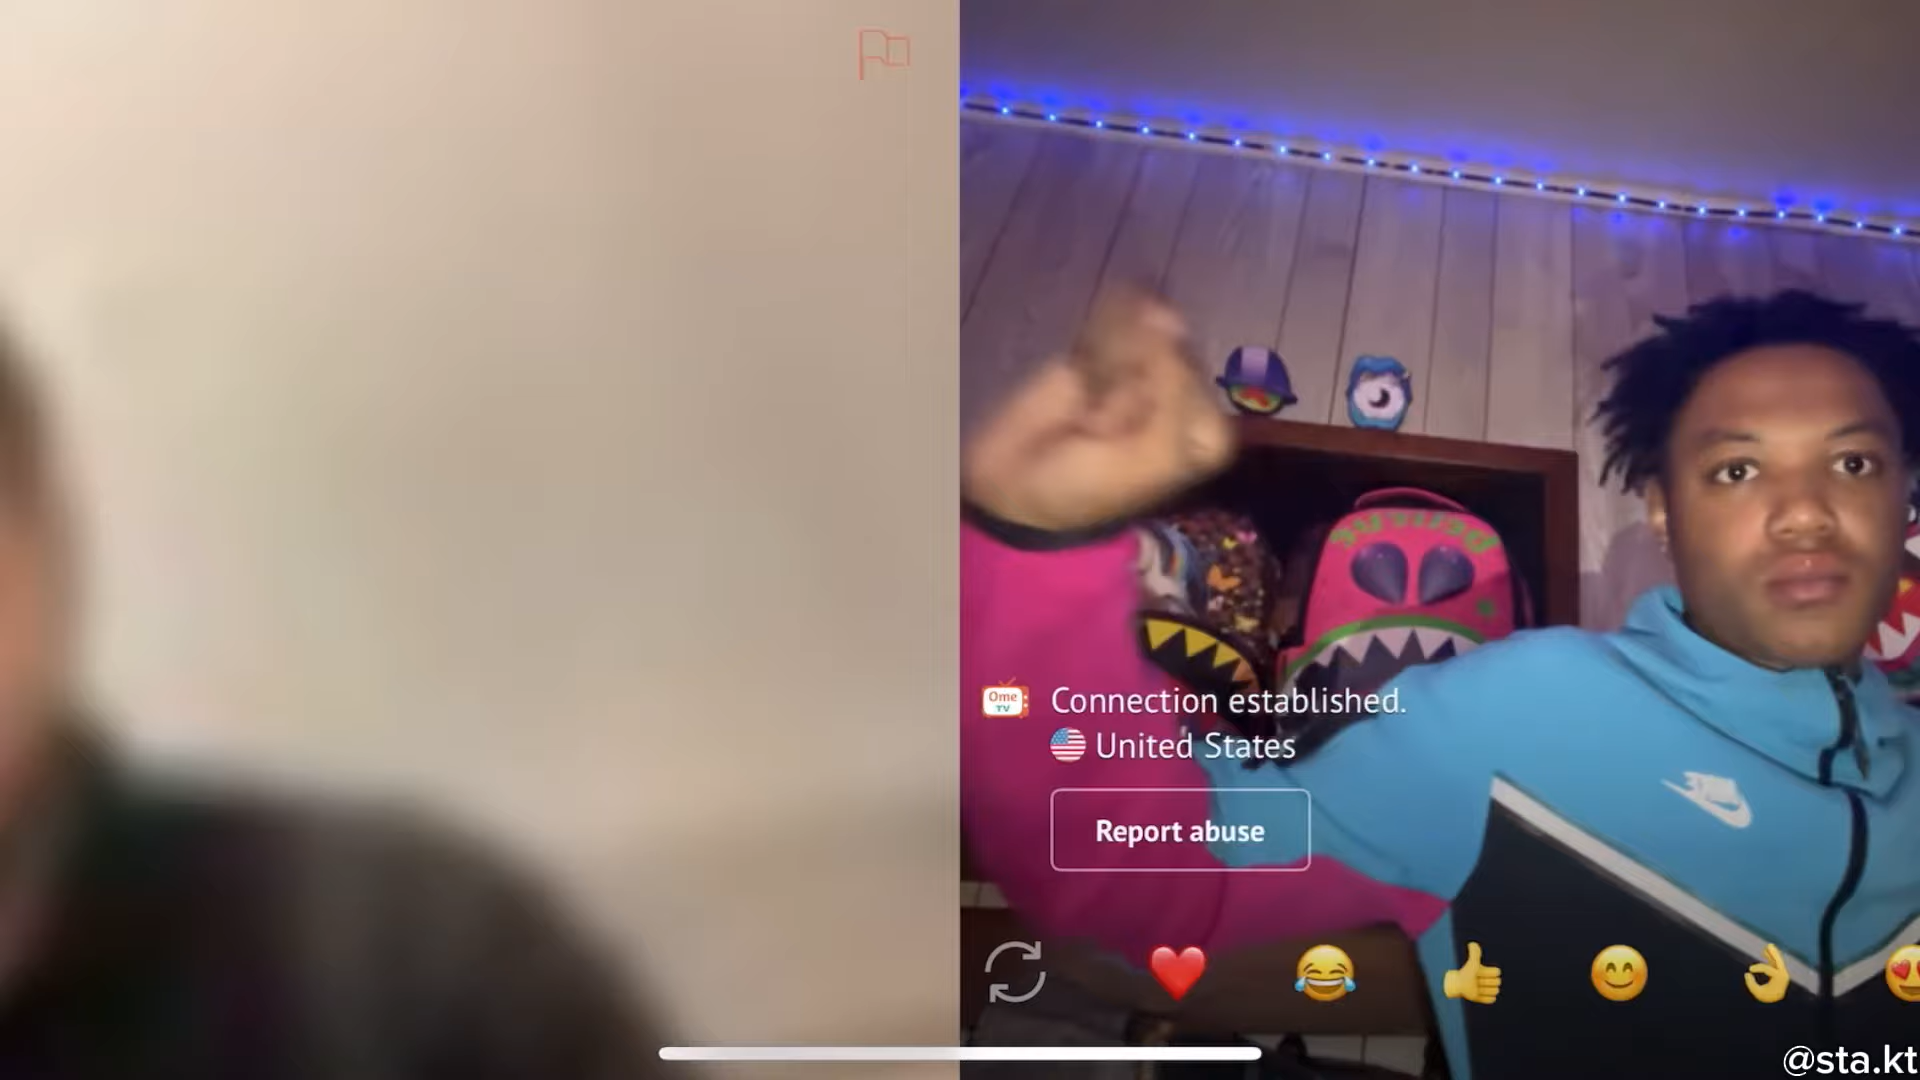 Ome
TV
Connection established.
United States
Report abuse
@sta.kt